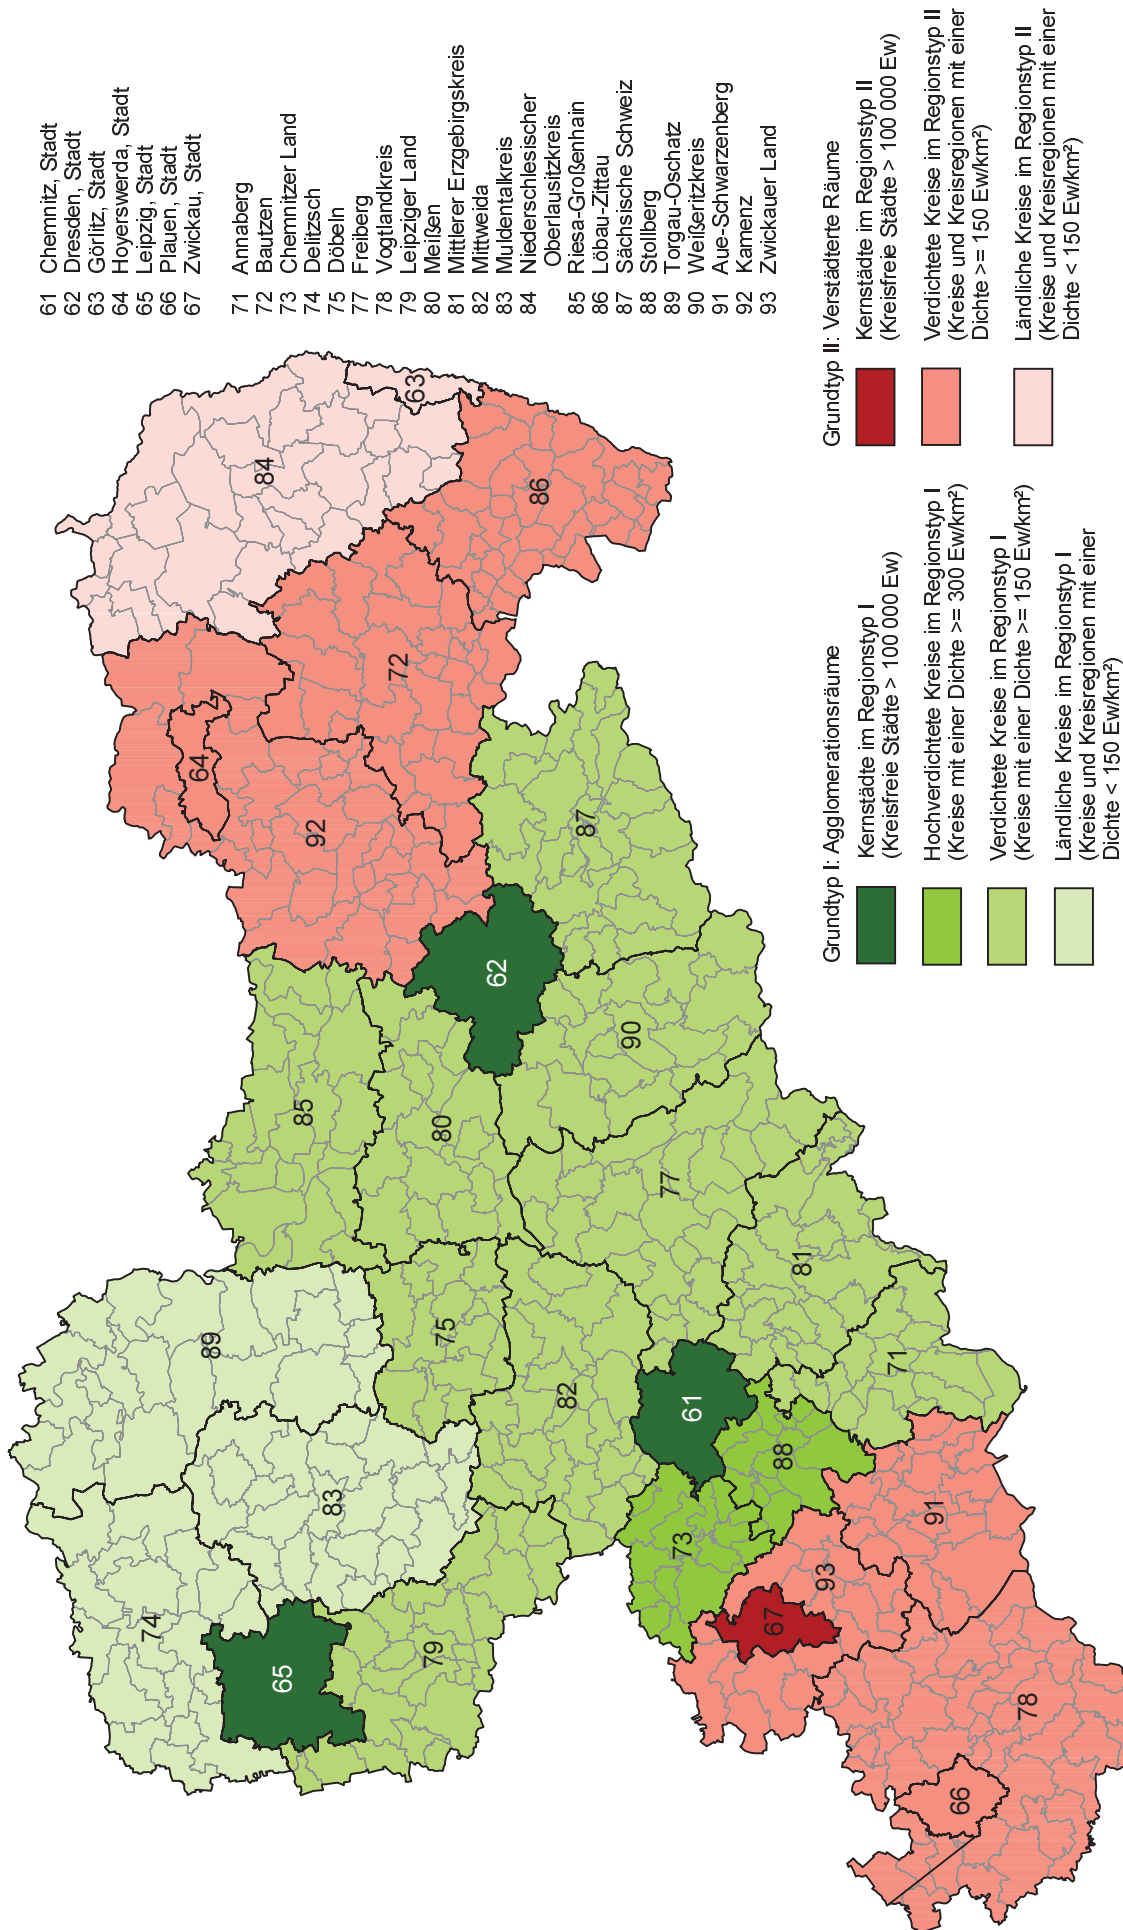 61 Chemnitz, Stadt
62 Dresden, Stadt
63 Görlitz, Stadt
64 Hoyerswerda, Stadt
65 Leipzig, Stadt
66 Plauen, Stadt
67 Zwickau, Stadt
71 Annaberg
72 Bautzen
73 Chemnitzer Land
74 Delitzsch
75 Döbeln
77 Freiberg
78 Vogtlandkreis
79 Leipziger Land
80 Meißen
81 Mittlerer Erzgebirgskreis
82 Mittweida
83 Muldentalkreis
84 Niederschlesischer
Oberlausitzkreis
85 Riesa-Großenhain
86 Löbau-Zittau
87 Sächsische Schweiz
88 Stollberg
89 Torgau-Oschatz
90 Weißeritzkreis
91 Aue-Schwarzenberg
92 Kamenz
93 Zwickauer Land
74
89
65
83
79
75
82
85
80
62
64
92
84
63
72
86
87
90
77
61
73
88
81
71
67
93
91
66
78
Grundtyp I: Agglomerationsräume
Kernstädte im Regionstyp I
(Kreisfreie Städte > 100 000 Ew)
Hochverdichtete Kreise im Regionstyp I
(Kreise mit einer Dichte >= 300 Ew/km²)
Verdichtete Kreise im Regionstyp I
(Kreise mit einer Dichte >= 150 Ew/km²)
Ländliche Kreise im Regionstyp I
(Kreise und Kreisregionen mit einer
Dichte < 150 Ew/km²)
Grundtyp II: Verstädterte Räume
Kernstädte im Regionstyp II
(Kreisfreie Städte > 100 000 Ew)
Verdichtete Kreise im Regionstyp II
(Kreise und Kreisregionen mit einer
Dichte >= 150 Ew/km²)
Ländliche Kreise im Regionstyp II
(Kreise und Kreisregionen mit einer
Dichte < 150 Ew/km²)